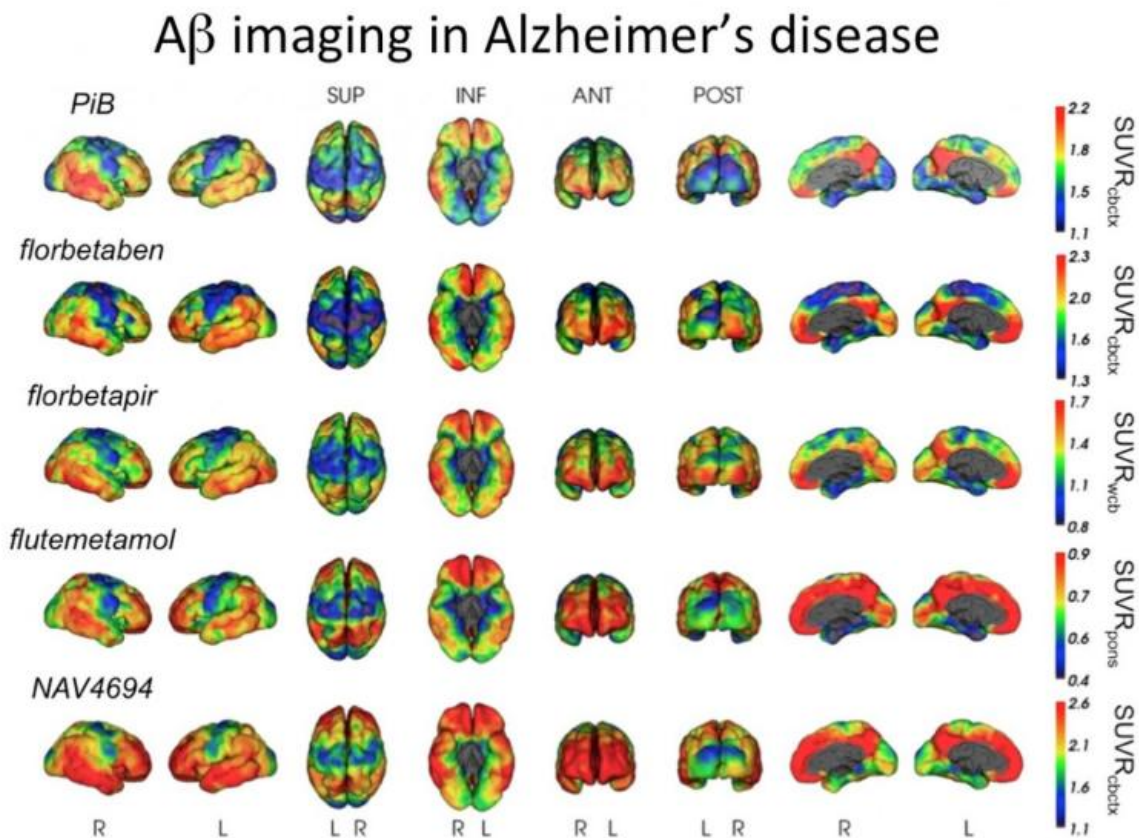 Aβ imaging in Alzheimer's disease
PiB
SUP INF ANT POST
2.2
1.8
1.5
1.1
SUVRcbctx
florbetaben
2.3
2.0
1.6
1.3
SUVRcbctx
florbetapir
1.7
1.4
1.1
0.8
SUVRwcb
flutemetamol
0.9
0.7
0.6
0.4
SUVRpons
NAV4694
2.6
2.1
1.6
1.1
SUVRcbctx
R L L R R L R L L R R L